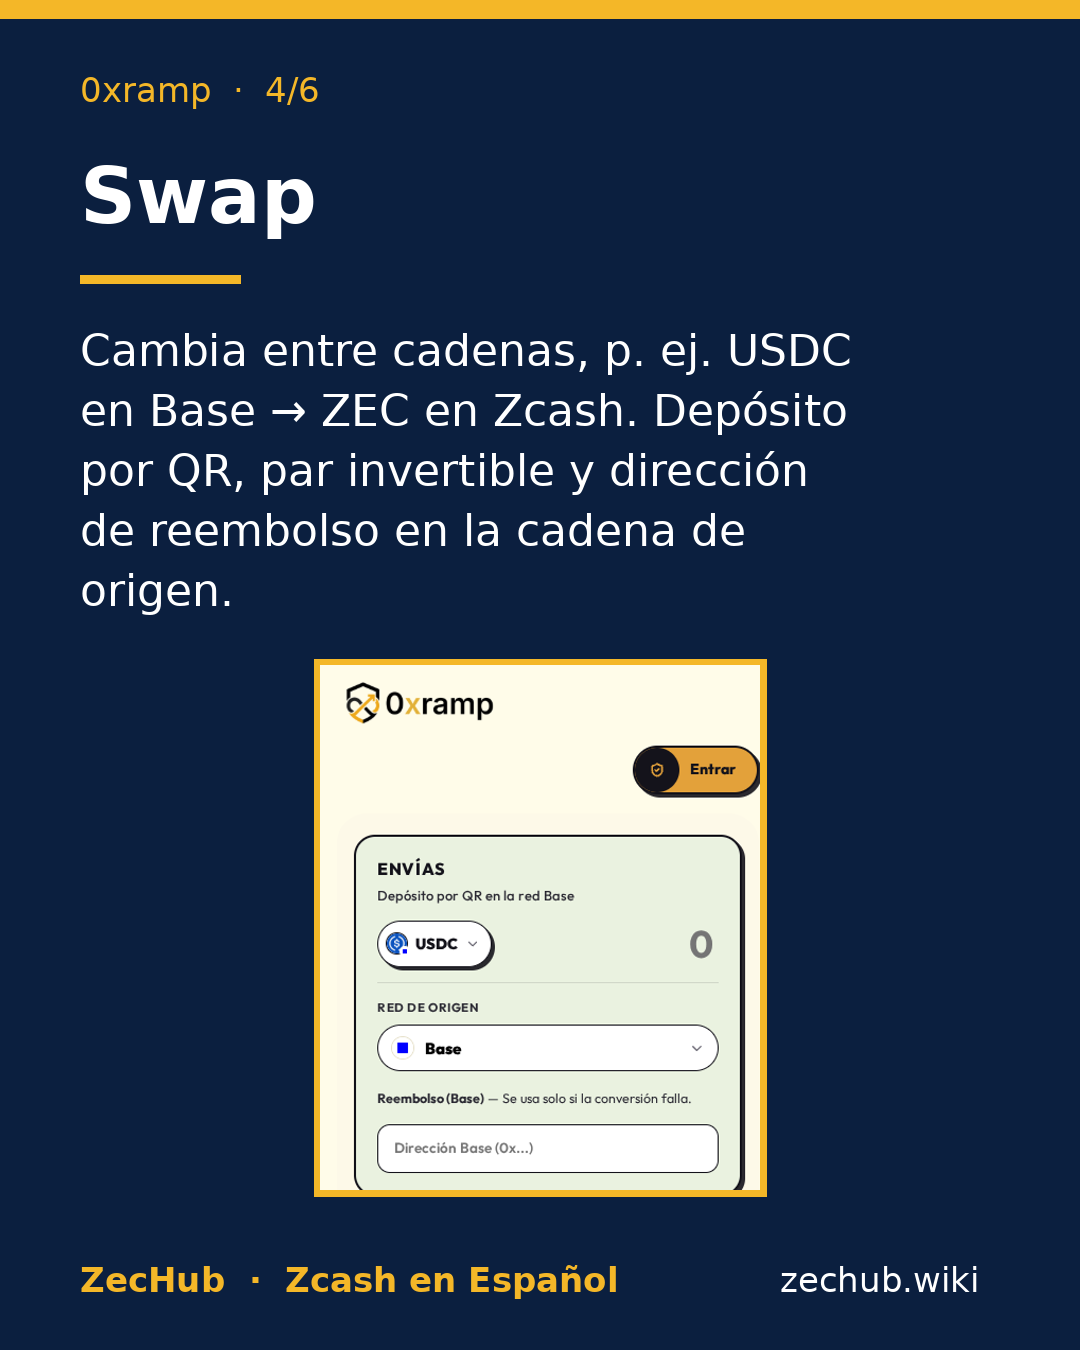 0xramp · 4/6
Swap
Cambia entre cadenas, p. ej. USDC
en Base → ZEC en Zcash. Depósito
por QR, par invertible y dirección
de reembolso en la cadena de
origen.
0xramp
Entrar
ENVÍAS
Depósito por QR en la red Base
USDC
0
RED DE ORIGEN
Base
Reembolso (Base) — Se usa solo si la conversión falla.
Dirección Base (0x...)
ZecHub · Zcash en Español
zechub.wiki